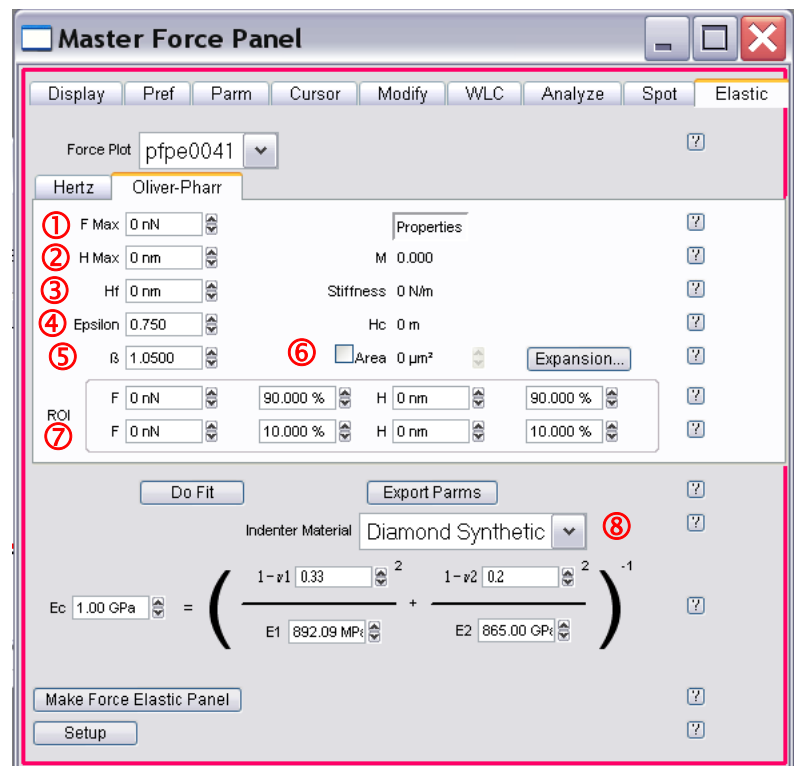 Master Force Panel
Display Pref Parm Cursor Modify WLC Analyze Spot Elastic
Force Plot pfpe0041 ?
Hertz Oliver-Pharr
① F Max 0 nN Properties ?
② H Max 0 nm M 0.000 ?
③ Hf 0 nm Stiffness 0 N/m ?
④ Epsilon 0.750 Hc 0 m ?
⑤ ß 1.0500 ⑥ Area 0 µm² Expansion... ?
F 0 nN 90.000 % H 0 nm 90.000 % ?
ROI
⑦ F 0 nN 10.000 % H 0 nm 10.000 % ?
Do Fit Export Parms ?
Indenter Material Diamond Synthetic ⑧ ?
1-ν1 0.33 2 1-ν2 0.2 2 -1
Ec 1.00 GPa = ( + ) ?
E1 892.09 MPa E2 865.00 GPa
Make Force Elastic Panel ?
Setup ?